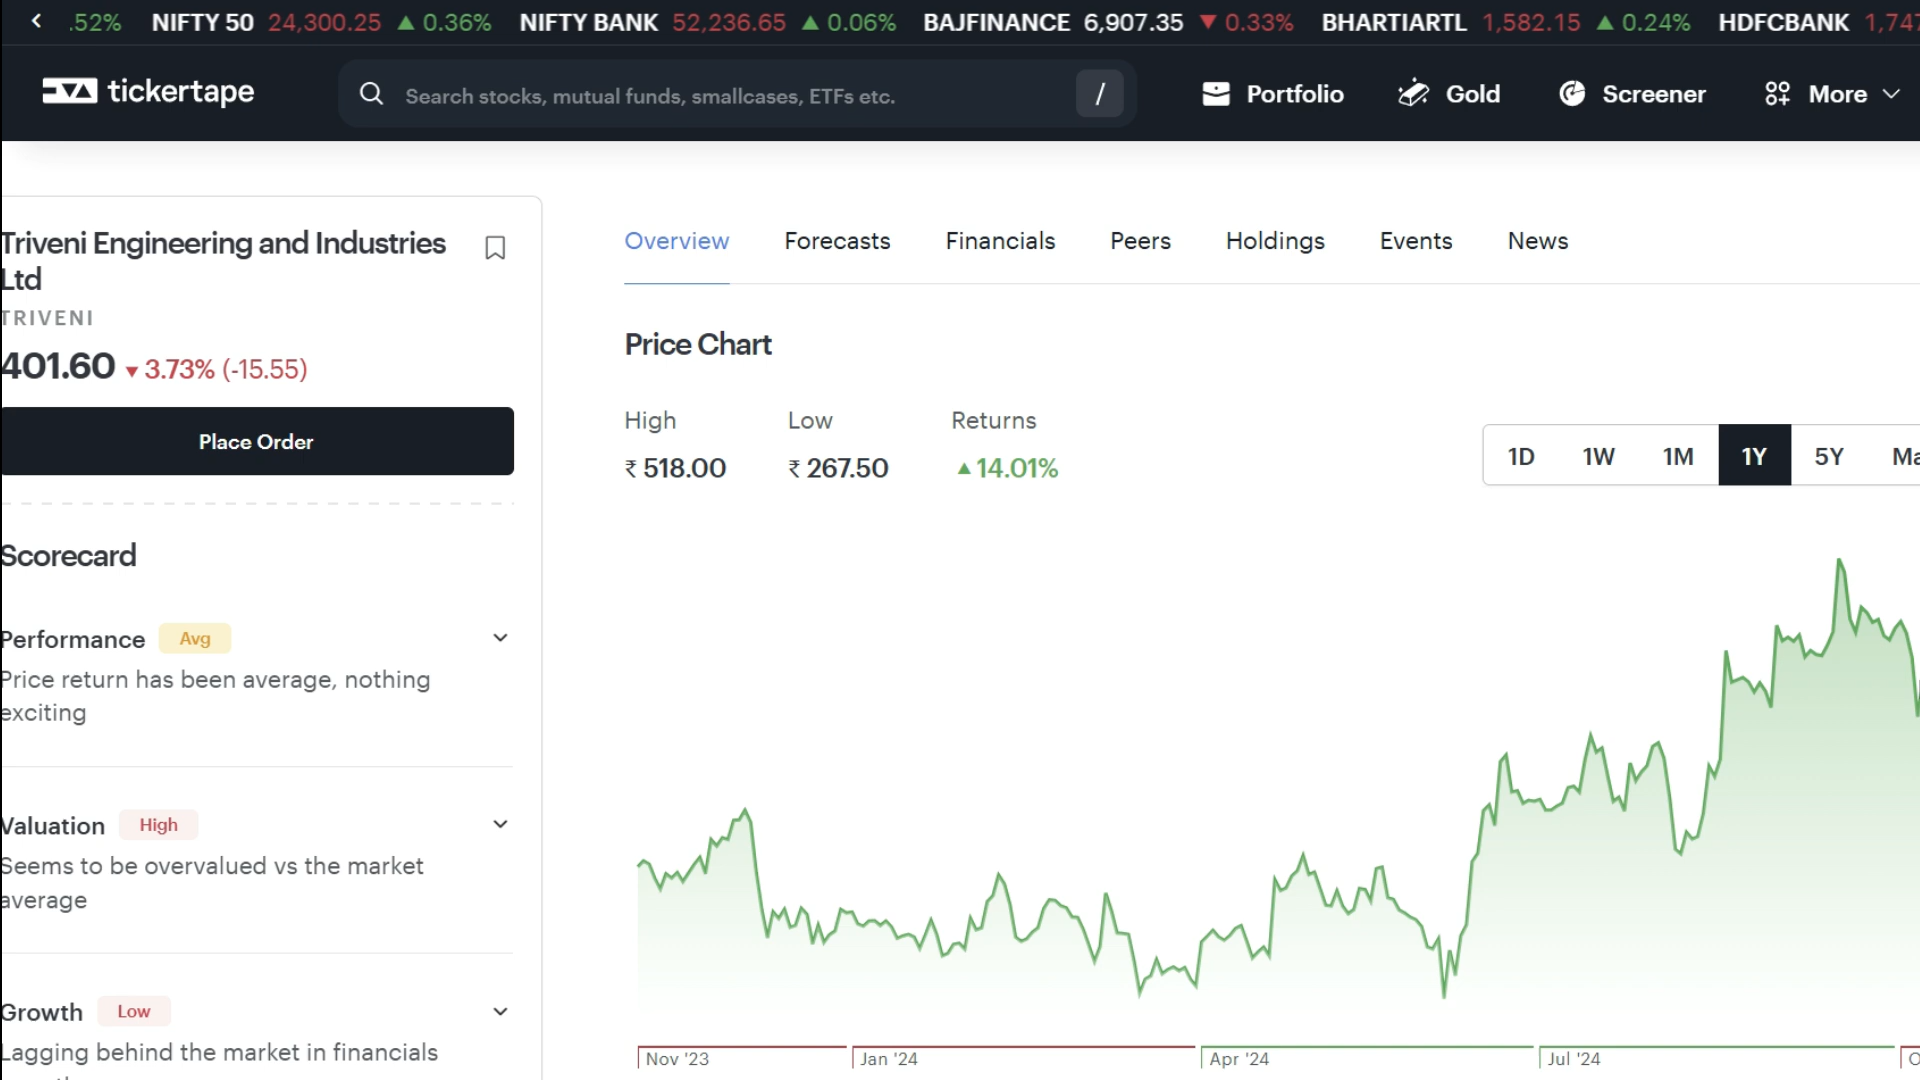 .52% NIFTY 50 24,300.25 ▲ 0.36% NIFTY BANK 52,236.65 ▲ 0.06% BAJFINANCE 6,907.35 ▼ 0.33% BHARTIARTL 1,582.15 ▲ 0.24% HDFCBANK 1,747
tickertape
Search stocks, mutual funds, smallcases, ETFs etc. /
Portfolio Gold Screener More
Triveni Engineering and Industries
Ltd
TRIVENI
401.60 ▼ 3.73% (-15.55)
Place Order
Scorecard
Performance Avg
Price return has been average, nothing
exciting
Valuation High
Seems to be overvalued vs the market
average
Growth Low
Lagging behind the market in financials
Overview Forecasts Financials Peers Holdings Events News
Price Chart
High Low Returns
₹ 518.00 ₹ 267.50 ▲ 14.01%
1D 1W 1M 1Y 5Y Ma
Nov '23 Jan '24 Apr '24 Jul '24 O